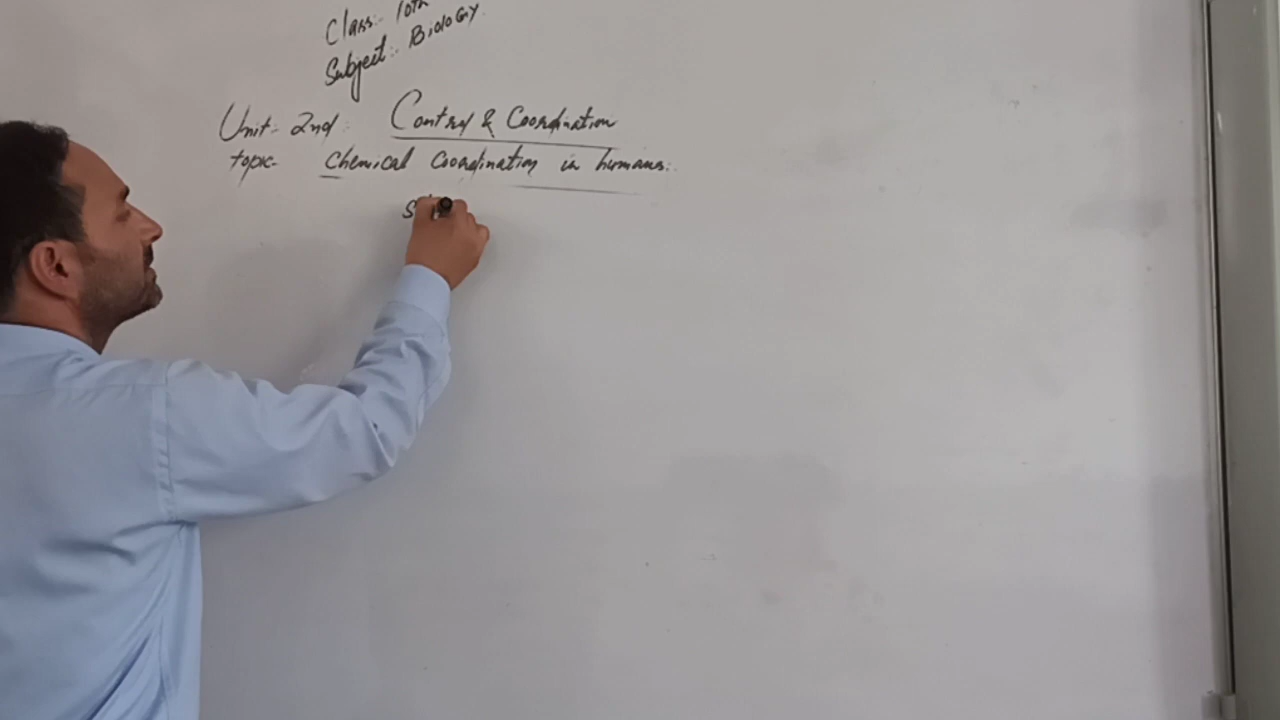 Class:- 10th
Subject:- Biology.
Unit:- 2nd: Control & Coordination
topic- Chemical Coordination in humans:-
S